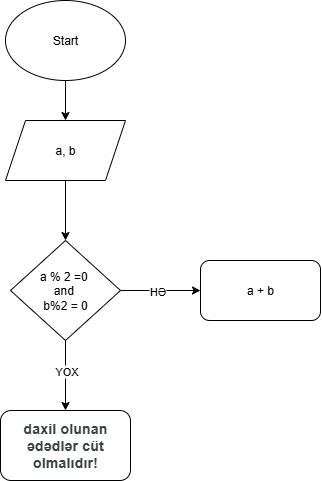 Start
a, b
a % 2 =0
and
b%2 = 0
HƏ
a + b
YOX
daxil olunan
ədədlər cüt
olmalıdır!